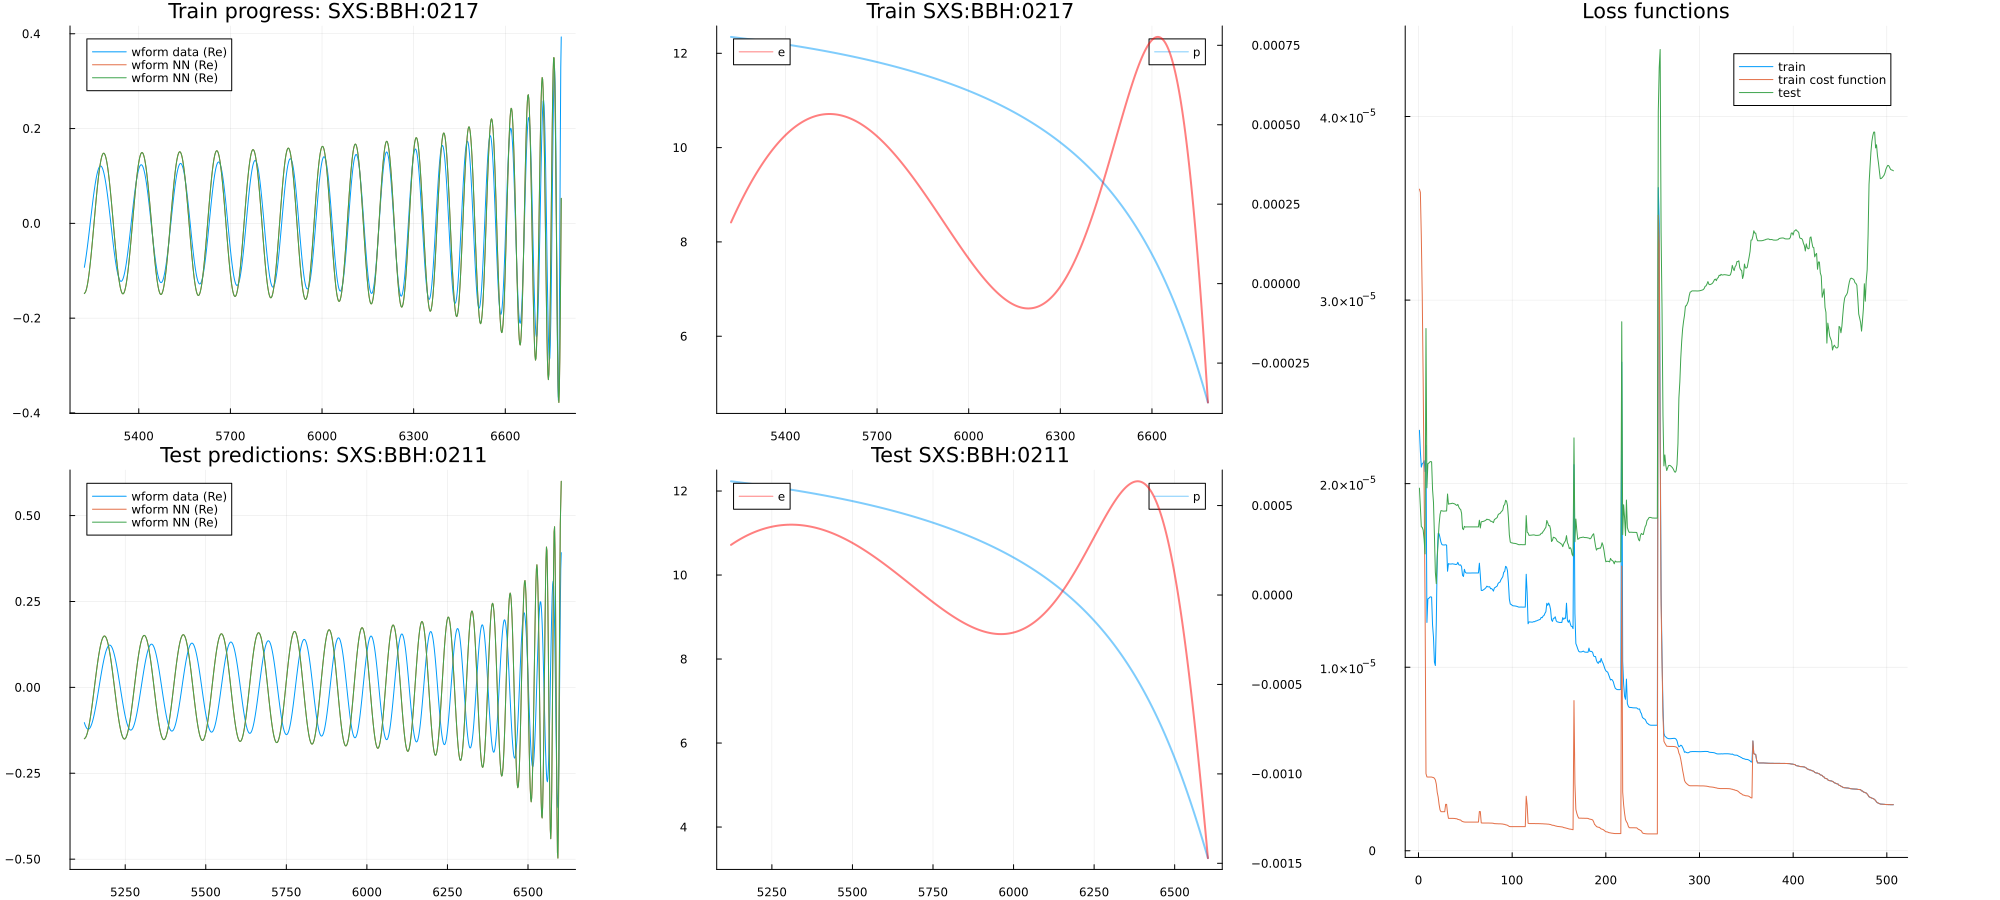 Train progress: SXS:BBH:0217
0.4
0.2
0.0
−0.2
−0.4
wform data (Re)
wform NN (Re)
wform NN (Re)
5400 5700 6000 6300 6600
Train SXS:BBH:0217
12
10
8
6
e
p
0.00075
0.00050
0.00025
0.00000
−0.00025
5400 5700 6000 6300 6600
Test predictions: SXS:BBH:0211
0.50
0.25
0.00
−0.25
−0.50
wform data (Re)
wform NN (Re)
wform NN (Re)
5250 5500 5750 6000 6250 6500
Test SXS:BBH:0211
12
10
8
6
4
e
p
0.0005
0.0000
−0.0005
−0.0010
−0.0015
5250 5500 5750 6000 6250 6500
Loss functions
train
train cost function
test
4.0×10⁻⁵
3.0×10⁻⁵
2.0×10⁻⁵
1.0×10⁻⁵
0
0 100 200 300 400 500